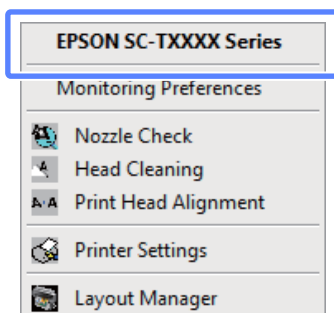 EPSON SC-TXXXX Series
Monitoring Preferences
Nozzle Check
Head Cleaning
Print Head Alignment
Printer Settings
Layout Manager